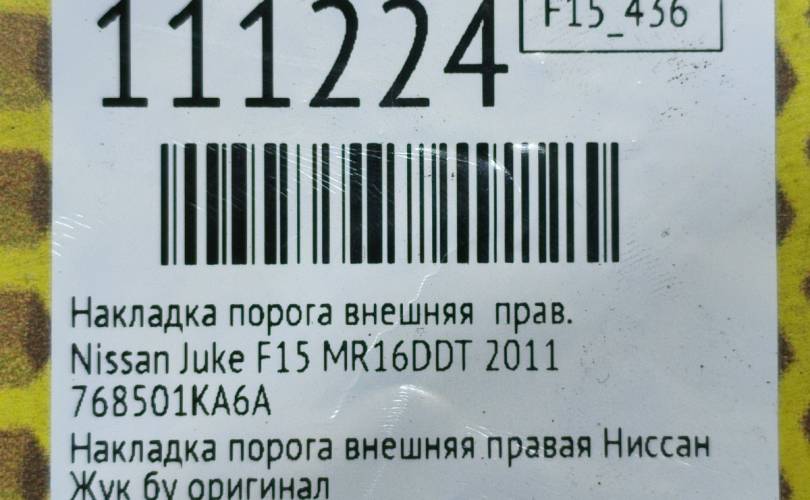 111224
F15_436
Накладка порога внешняя прав.
Nissan Juke F15 MR16DDT 2011
768501KA6A
Накладка порога внешняя правая Ниссан
Жук бу оригинал